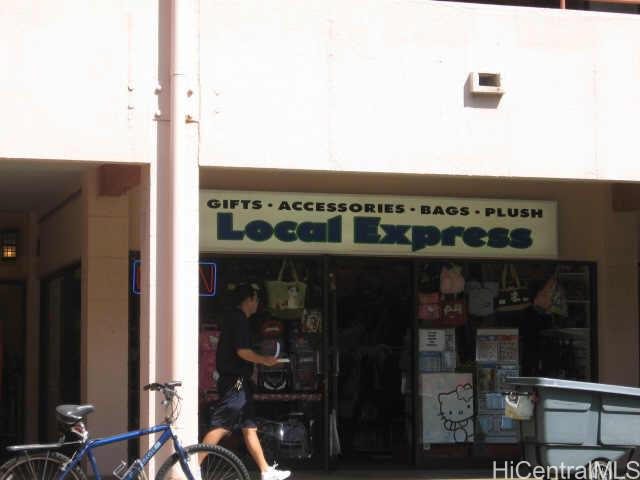 GIFTS · ACCESSORIES · BAGS · PLUSH
Local Express
HiCentralMLS